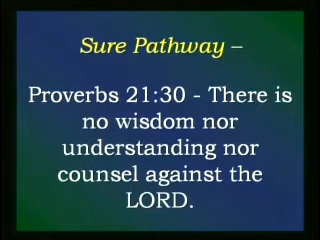 Sure Pathway –
Proverbs 21:30 - There is
no wisdom nor
understanding nor
counsel against the
LORD.